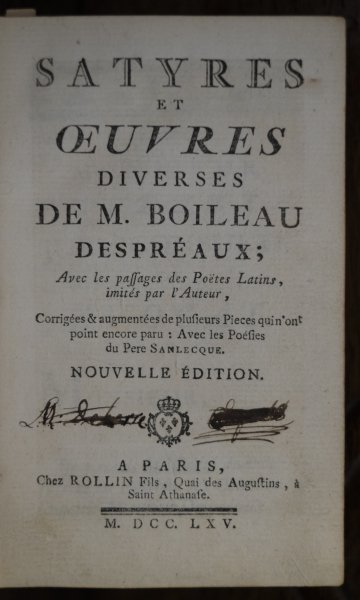 SATYRES
ET
ŒUVRES
DIVERSES
DE M. BOILEAU
DESPRÉAUX;
Avec les paſſages des Poëtes Latins,
imités par l'Auteur,
Corrigées & augmentées de pluſieurs Pieces qui n'ont
point encore paru : Avec les Poéſies
du Pere SANLECQUE.
NOUVELLE ÉDITION.
A PARIS,
Chez ROLLIN Fils, Quai des Auguſtins, à
Saint Athanaſe.
M. DCC. LXV.